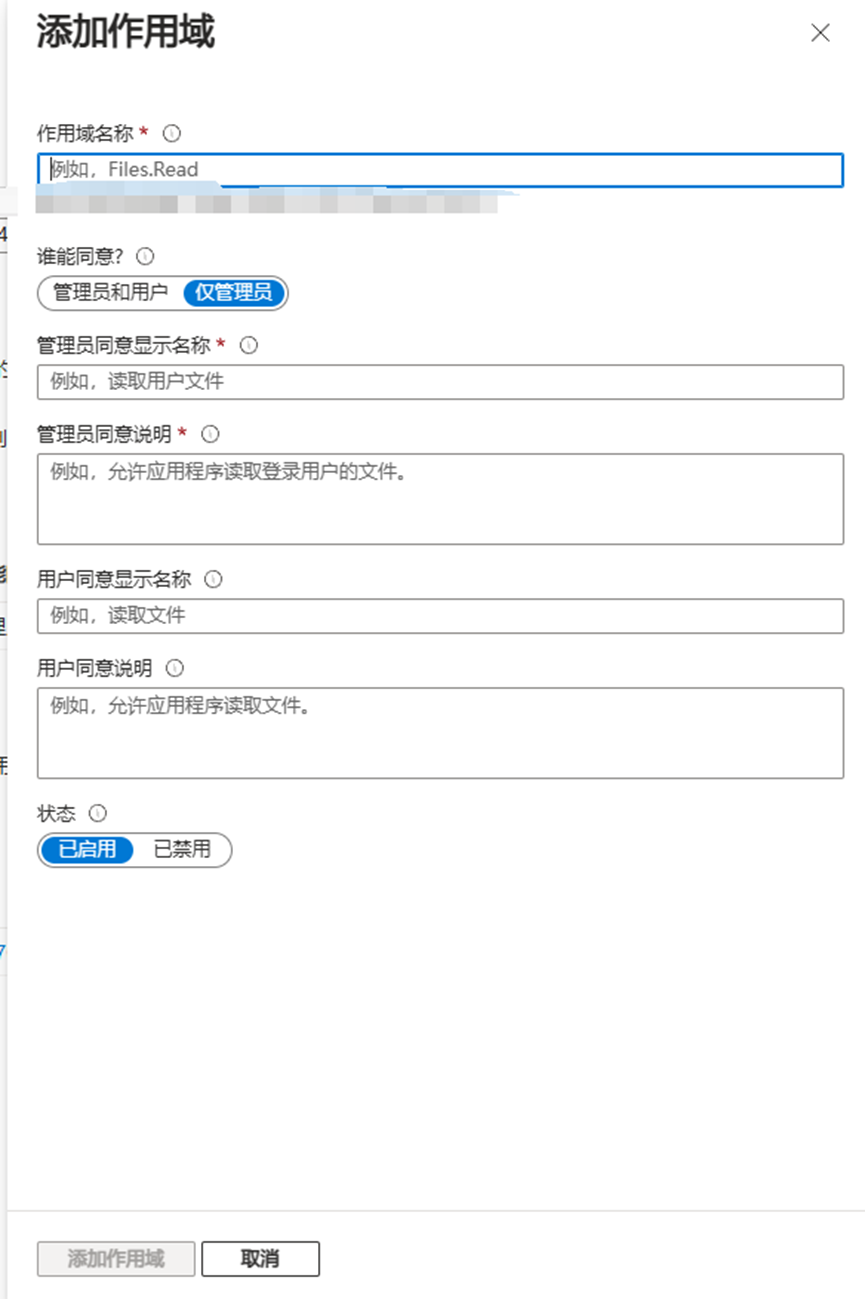 添加作用域
作用域名称 *
例如，Files.Read
谁能同意?
管理员和用户 仅管理员
管理员同意显示名称 *
例如，读取用户文件
管理员同意说明 *
例如，允许应用程序读取登录用户的文件。
用户同意显示名称
例如，读取文件
用户同意说明
例如，允许应用程序读取文件。
状态
已启用 已禁用
添加作用域 取消